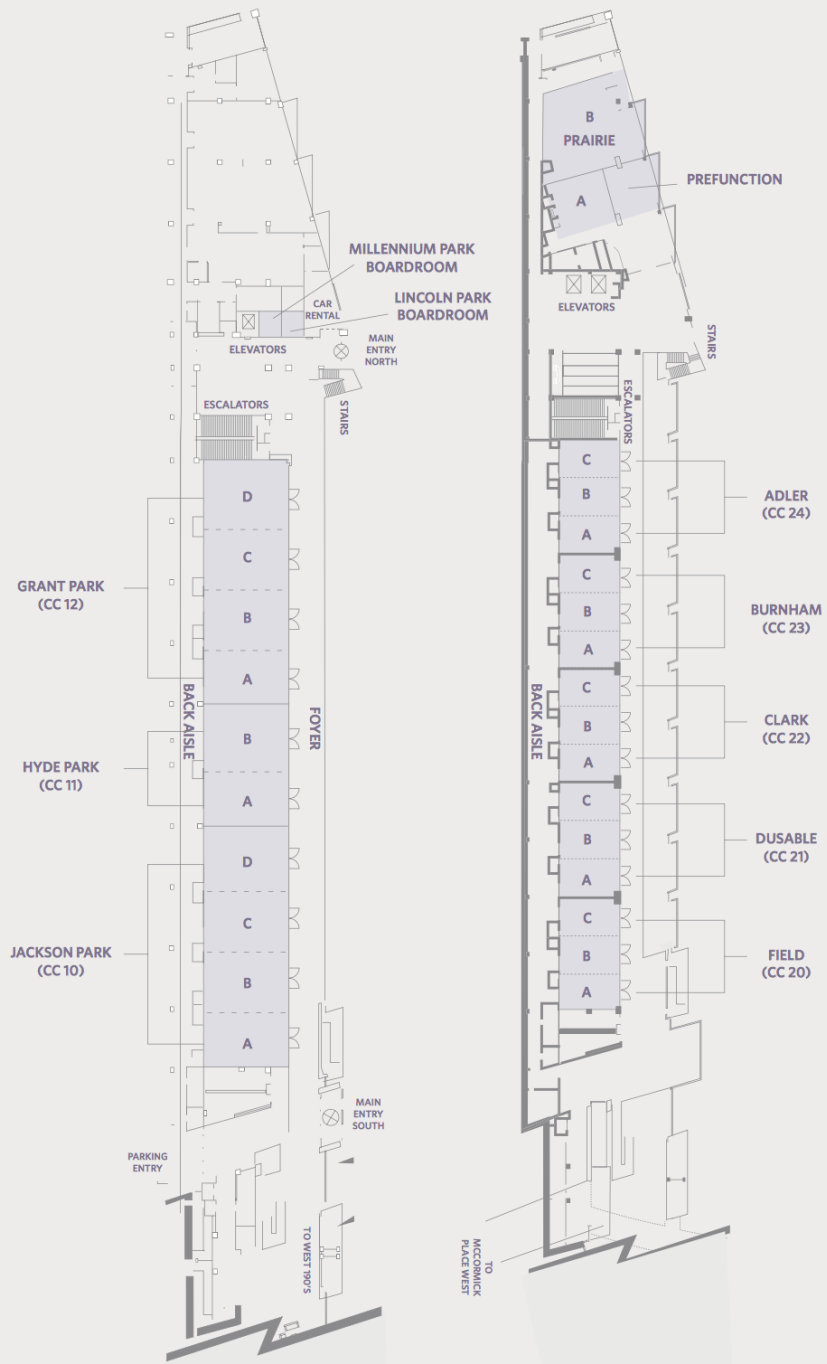 MILLENNIUM PARK
BOARDROOM
CAR
RENTAL
LINCOLN PARK
BOARDROOM
ELEVATORS
MAIN
ENTRY
NORTH
STAIRS
ESCALATORS
D
C
B
A
GRANT PARK
(CC 12)
BACK AISLE
FOYER
B
A
HYDE PARK
(CC 11)
D
C
B
A
JACKSON PARK
(CC 10)
MAIN
ENTRY
SOUTH
PARKING
ENTRY
TO WEST 190'S
B
PRAIRIE
A
PREFUNCTION
ELEVATORS
STAIRS
ESCALATORS
C
B
A
ADLER
(CC 24)
C
B
A
BURNHAM
(CC 23)
BACK AISLE
C
B
A
CLARK
(CC 22)
C
B
A
DUSABLE
(CC 21)
C
B
A
FIELD
(CC 20)
TO
MCCORMICK
PLACE WEST